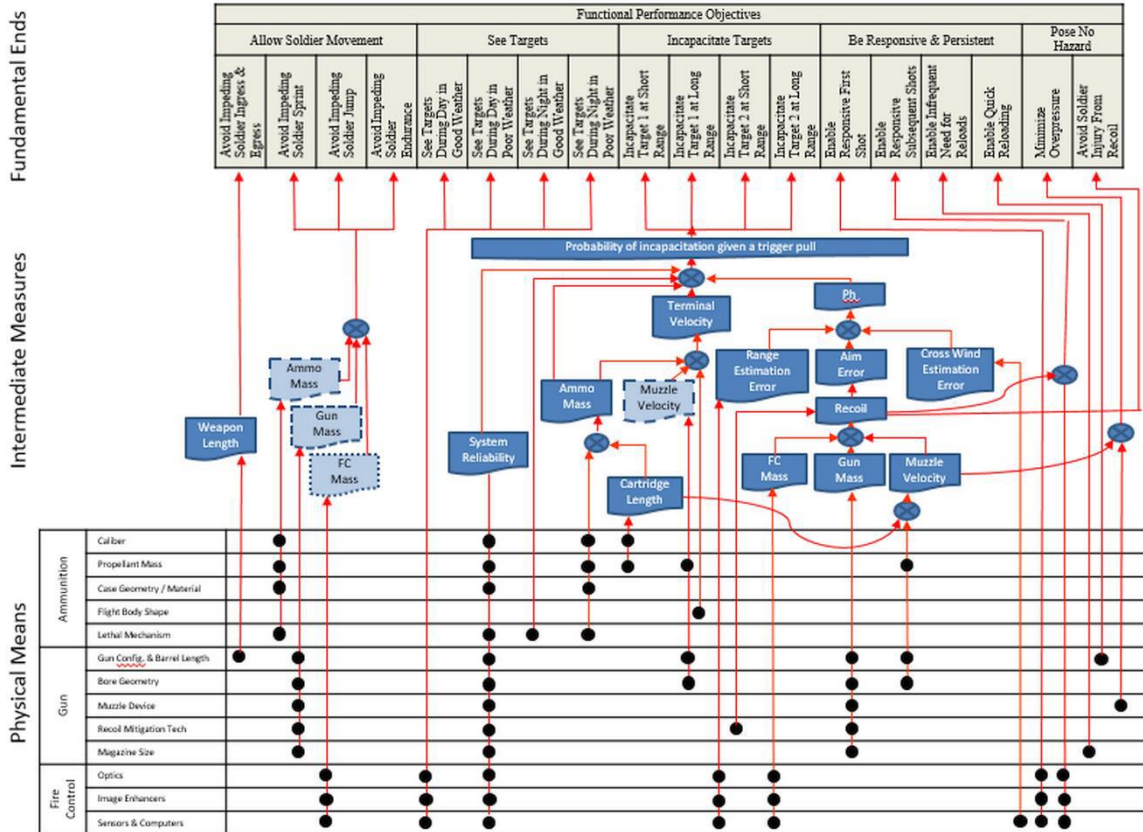 Fundamental Ends
Functional Performance Objectives
Allow Soldier Movement
See Targets
Incapacitate Targets
Be Responsive & Persistent
Pose No
Hazard
Avoid Impeding
Soldier Ingress &
Egress
Avoid Impeding
Soldier Sprint
Avoid Impeding
Soldier Jump
Avoid Impeding
Soldier
Endurance
See Targets
During Day in
Good Weather
See Targets
During Day in
Poor Weather
See Targets
During Night in
Good Weather
See Targets
During Night in
Poor Weather
Incapacitate
Target 1 at Short
Range
Incapacitate
Target 1 at Long
Range
Incapacitate
Target 2 at Short
Range
Incapacitate
Target 2 at Long
Range
Enable
Responsive First
Shot
Enable
Responsive
Subsequent Shots
Enable Infrequent
Need for
Reloads
Enable Quick
Reloading
Minimize
Overpressure
Avoid Soldier
Injury From
Recoil
Intermediate Measures
Probability of incapacitation given a trigger pull
Terminal
Velocity
Ph
Ammo
Mass
Gun
Mass
FC
Mass
Weapon
Length
System
Reliability
Ammo
Mass
Muzzle
Velocity
Range
Estimation
Error
Aim
Error
Cross Wind
Estimation
Error
Recoil
Cartridge
Length
FC
Mass
Gun
Mass
Muzzle
Velocity
Physical Means
Ammunition
Caliber
Propellant Mass
Case Geometry / Material
Flight Body Shape
Lethal Mechanism
Gun
Gun Config. & Barrel Length
Bore Geometry
Muzzle Device
Recoil Mitigation Tech
Magazine Size
Fire
Control
Optics
Image Enhancers
Sensors & Computers